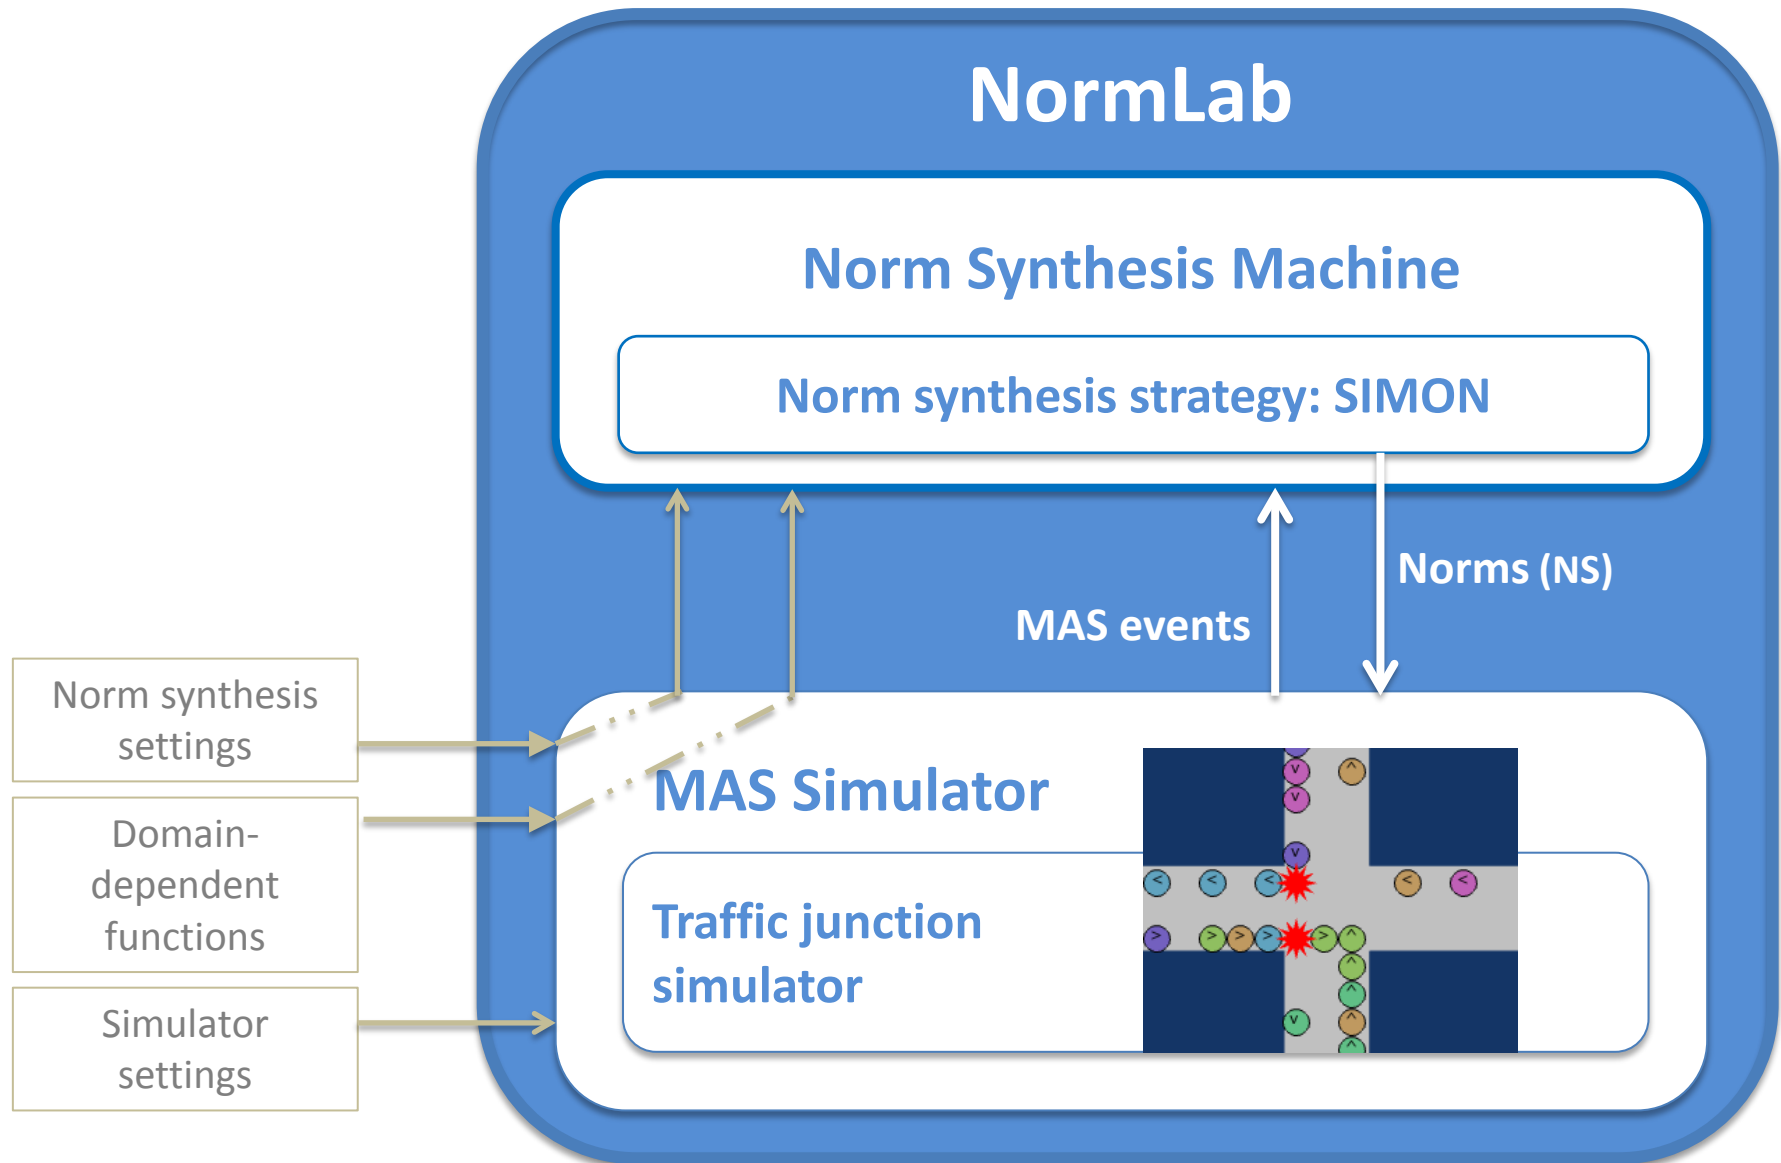 NormLab
Norm Synthesis Machine
Norm synthesis strategy: SIMON
Norms (NS)
MAS events
Norm synthesis
settings
Domain-
dependent
functions
Simulator
settings
MAS Simulator
Traffic junction
simulator